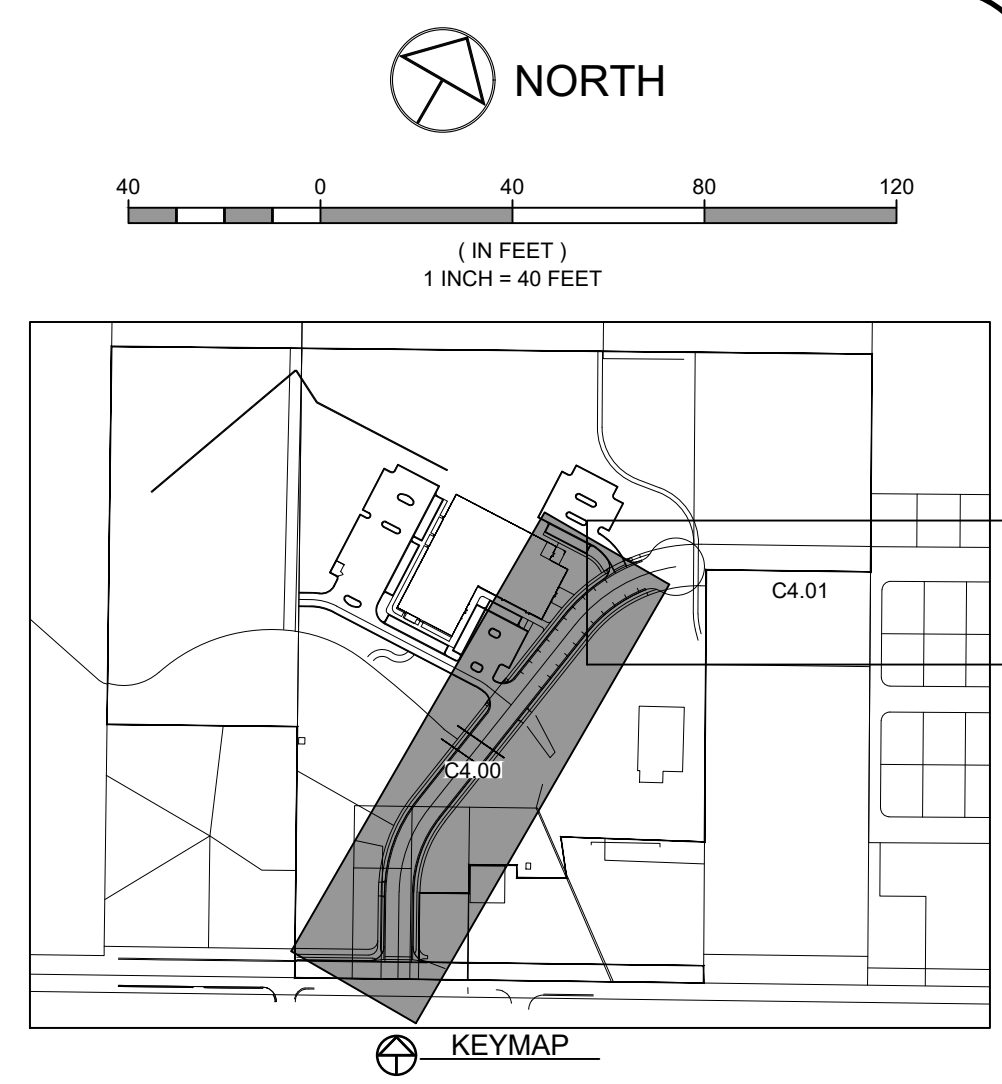 NORTH
40 0 40 80 120
( IN FEET )
1 INCH = 40 FEET
C4.01
C4.00
KEYMAP